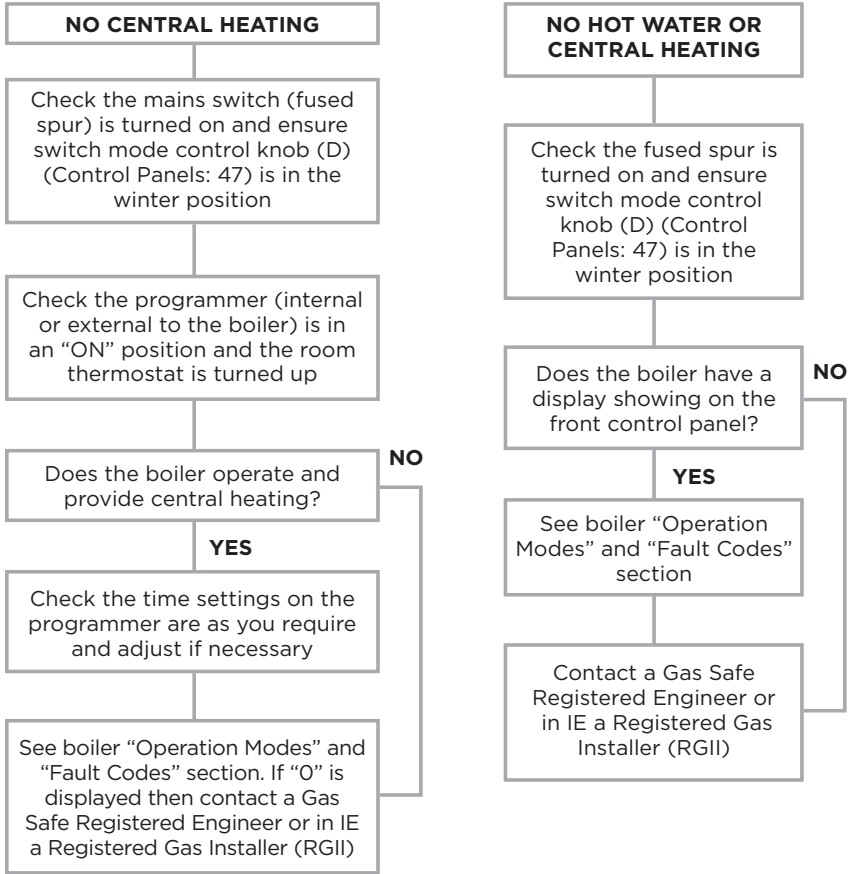 NO CENTRAL HEATING
Check the mains switch (fused
spur) is turned on and ensure
switch mode control knob (D)
(Control Panels: 47) is in the
winter position
Check the programmer (internal
or external to the boiler) is in
an “ON” position and the room
thermostat is turned up
Does the boiler operate and
provide central heating?
NO
YES
Check the time settings on the
programmer are as you require
and adjust if necessary
See boiler “Operation Modes” and
“Fault Codes” section. If “0” is
displayed then contact a Gas
Safe Registered Engineer or in IE
a Registered Gas Installer (RGII)
NO HOT WATER OR
CENTRAL HEATING
Check the fused spur is
turned on and ensure
switch mode control
knob (D) (Control
Panels: 47) is in the
winter position
Does the boiler have a
display showing on the
front control panel?
NO
YES
See boiler “Operation
Modes” and “Fault Codes”
section
Contact a Gas Safe
Registered Engineer or
in IE a Registered Gas
Installer (RGII)